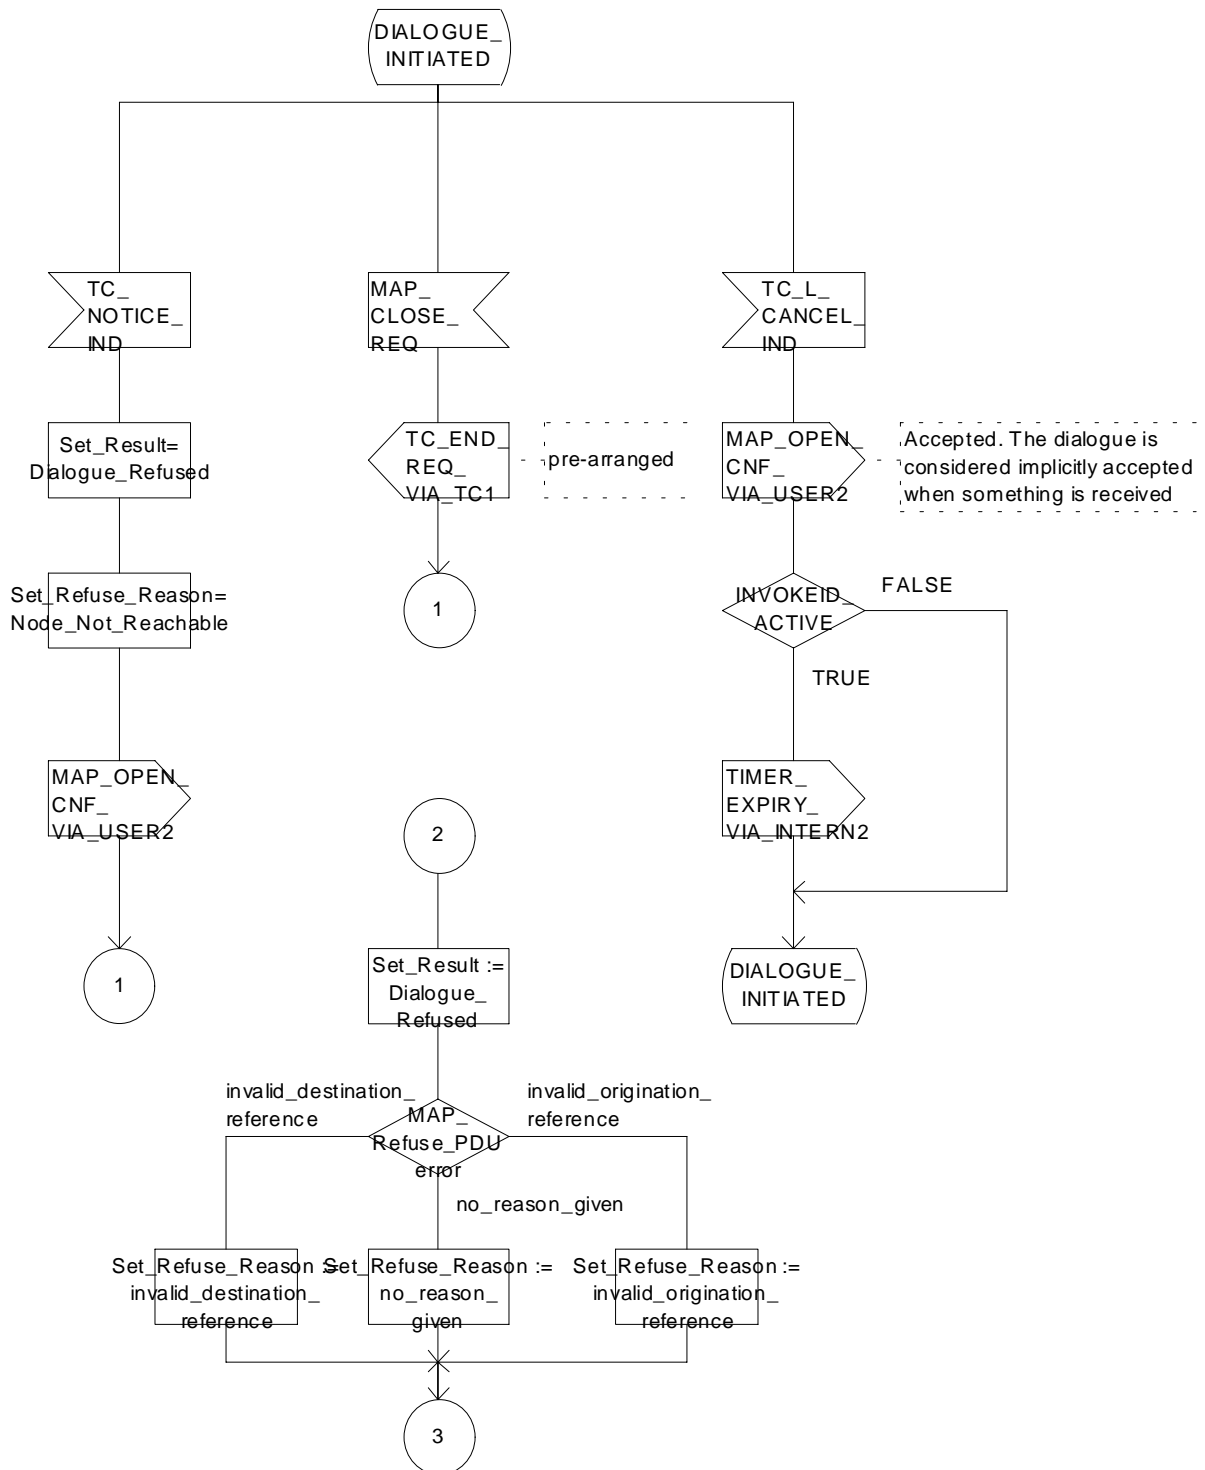 DIALOGUE_
INITIATED
TC_
NOTICE_
IND
MAP_
CLOSE_
REQ
TC_L_
CANCEL_
IND
Set_Result=
Dialogue_Refused
TC_END_
REQ_
VIA_TC1
pre-arranged
MAP_OPEN_
CNF_
VIA_USER2
Accepted. The dialogue is
considered implicitly accepted
when something is received
Set_Refuse_Reason=
Node_Not_Reachable
1
INVOKEID_
ACTIVE
FALSE
TRUE
MAP_OPEN_
CNF_
VIA_USER2
2
TIMER_
EXPIRY_
VIA_INTERN2
1
Set_Result :=
Dialogue_
Refused
DIALOGUE_
INITIATED
invalid_destination_
reference
MAP_
Refuse_PDU
error
invalid_origination_
reference
no_reason_given
Set_Refuse_Reason :=
invalid_destination_
reference
Set_Refuse_Reason :=
no_reason_
given
Set_Refuse_Reason :=
invalid_origination_
reference
3